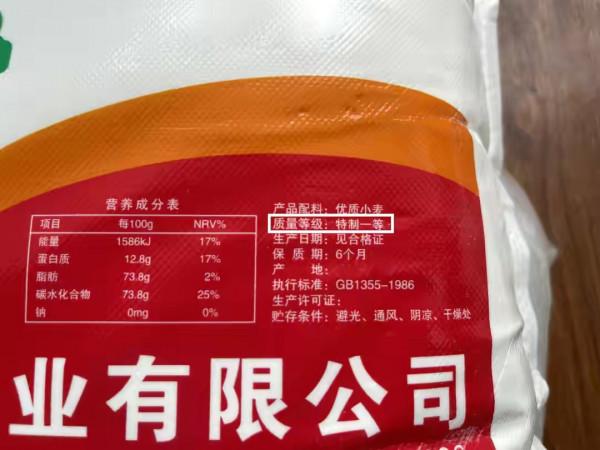 营养成分表
项目 每100g NRV%
能量 1586kJ 17%
蛋白质 12.8g 17%
脂肪 73.8g 2%
碳水化合物 73.8g 25%
钠 0mg 0%
产品配料：优质小麦
质量等级：特制一等
生产日期：见合格证
保质期：6个月
产地：
执行标准：GB1355-1986
生产许可证：
贮存条件：避光、通风、阴凉、干燥处
业有限公司